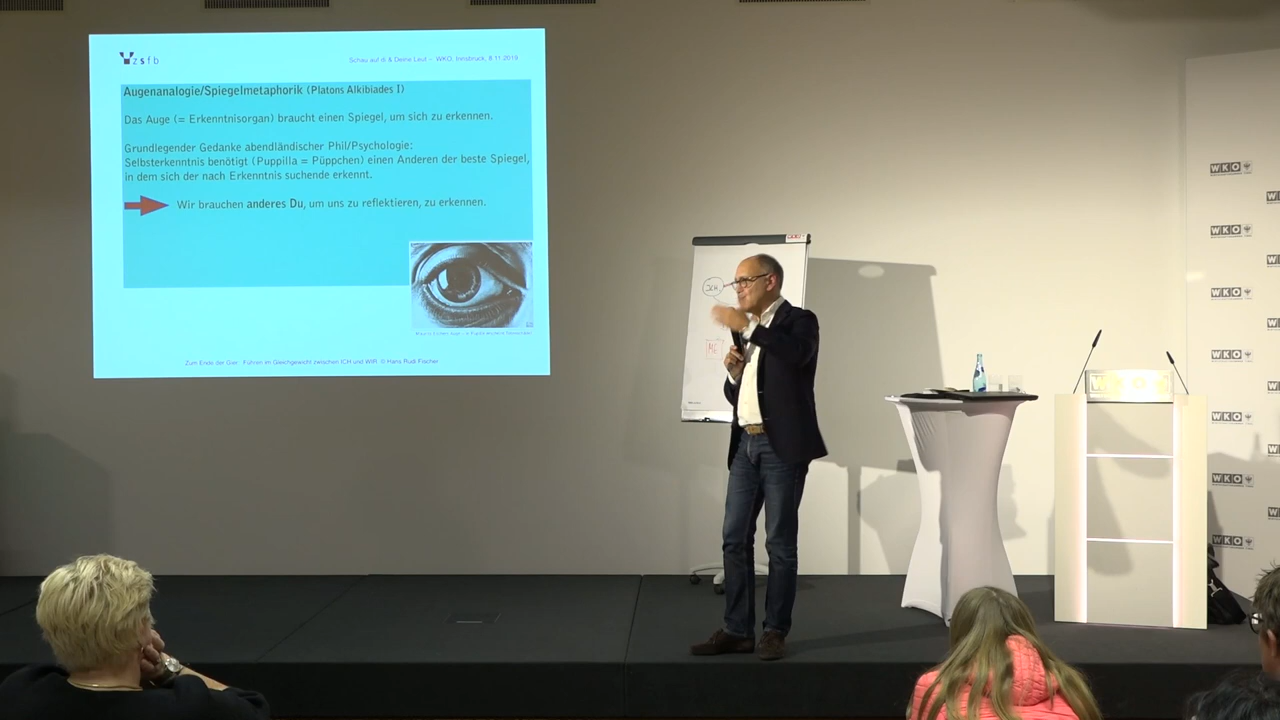 zsfb
Schau auf di & Deine Leut – WKO, Innsbruck, 8.11.2019
Augenanalogie/Spiegelmetaphorik (Platons Alkibiades I)
Das Auge (= Erkenntnisorgan) braucht einen Spiegel, um sich zu erkennen.
Grundlegender Gedanke abendländischer Phil/Psychologie:
Selbsterkenntnis benötigt (Puppilla = Püppchen) einen Anderen der beste Spiegel,
in dem sich der nach Erkenntnis suchende erkennt.
Wir brauchen anderes Du, um uns zu reflektieren, zu erkennen.
Zum Ende der Gier. Führen im Gleichgewicht zwischen ICH und WIR © Hans Rudi Fischer
WKO
ICH
ME
WKO
WKO
WKO
WKO
WKO
WKO
WKO